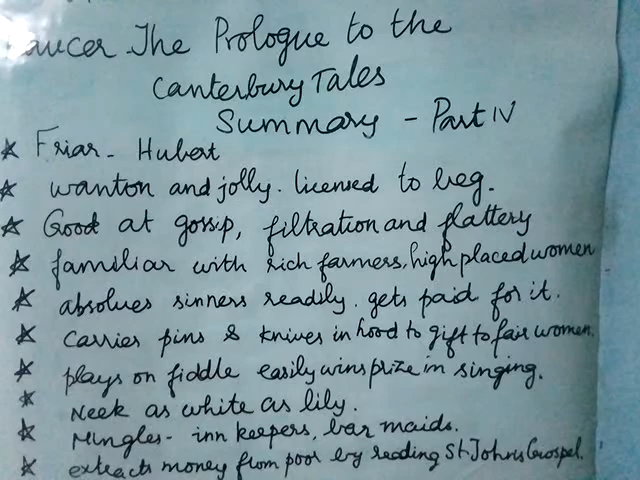 aucer. The Prologue to the
Canterbury Tales
Summary - Part IV
★ Friar - Hubert
★ wanton and jolly. licensed to beg.
★ Good at gossip, filtration and flattery
★ familiar with rich farmers, high placed women
★ absolves sinners readily. gets paid for it.
★ carries pins & knives in hood to gift to fair women.
★ plays on fiddle easily wins prize in singing.
★ Neek as white as lily.
★ Mingles - inn keepers, bar maids.
★ extracts money from poor by reading St. John's Gospel.